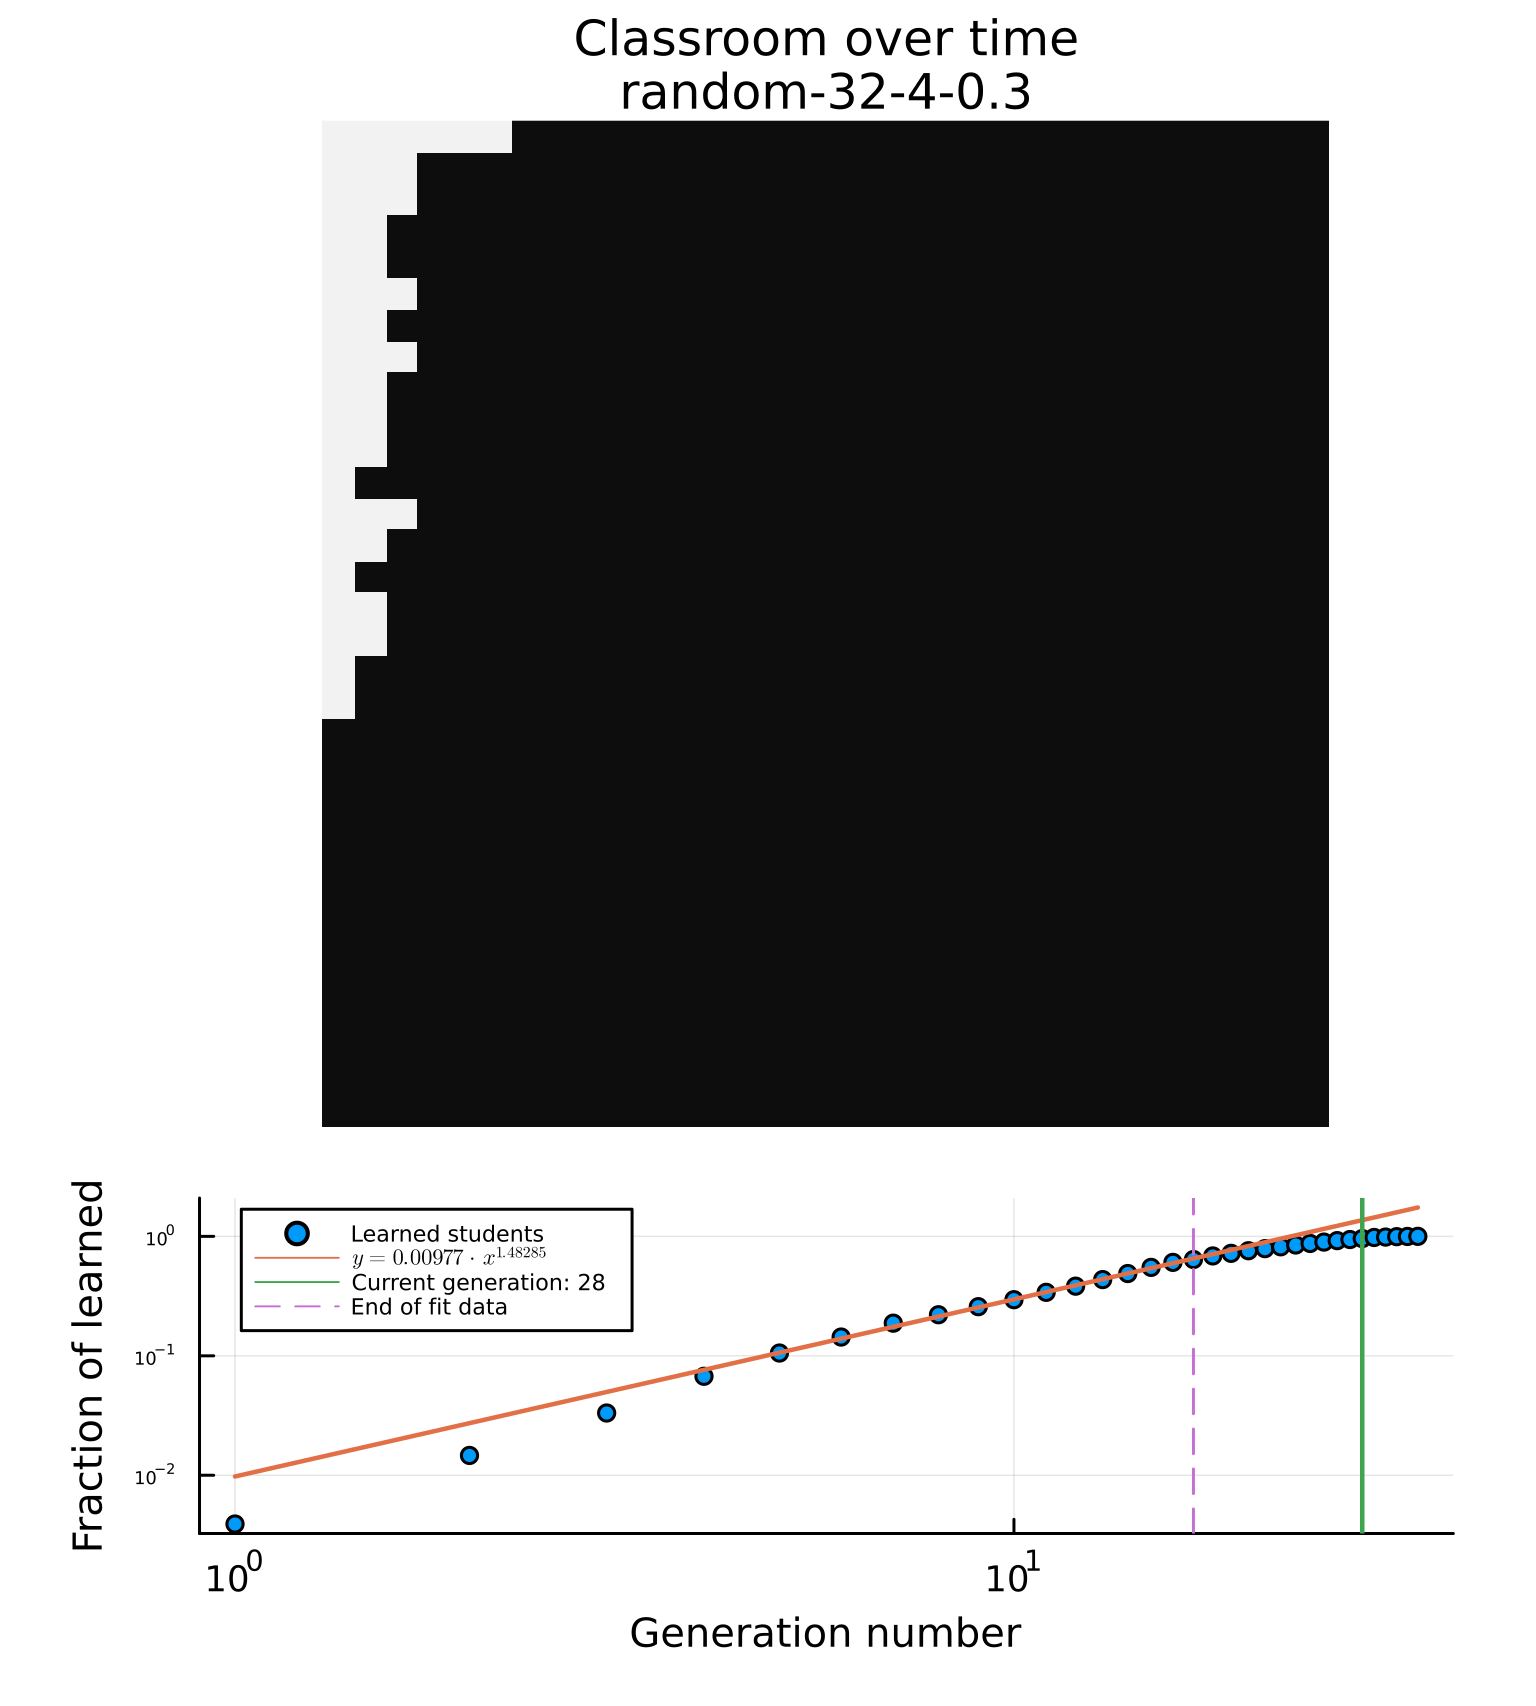 Classroom over time
random-32-4-0.3
Fraction of learned
10^0
10^-1
10^-2
Learned students
y = 0.00977 · x^1.48285
Current generation: 28
End of fit data
10^0
10^1
Generation number